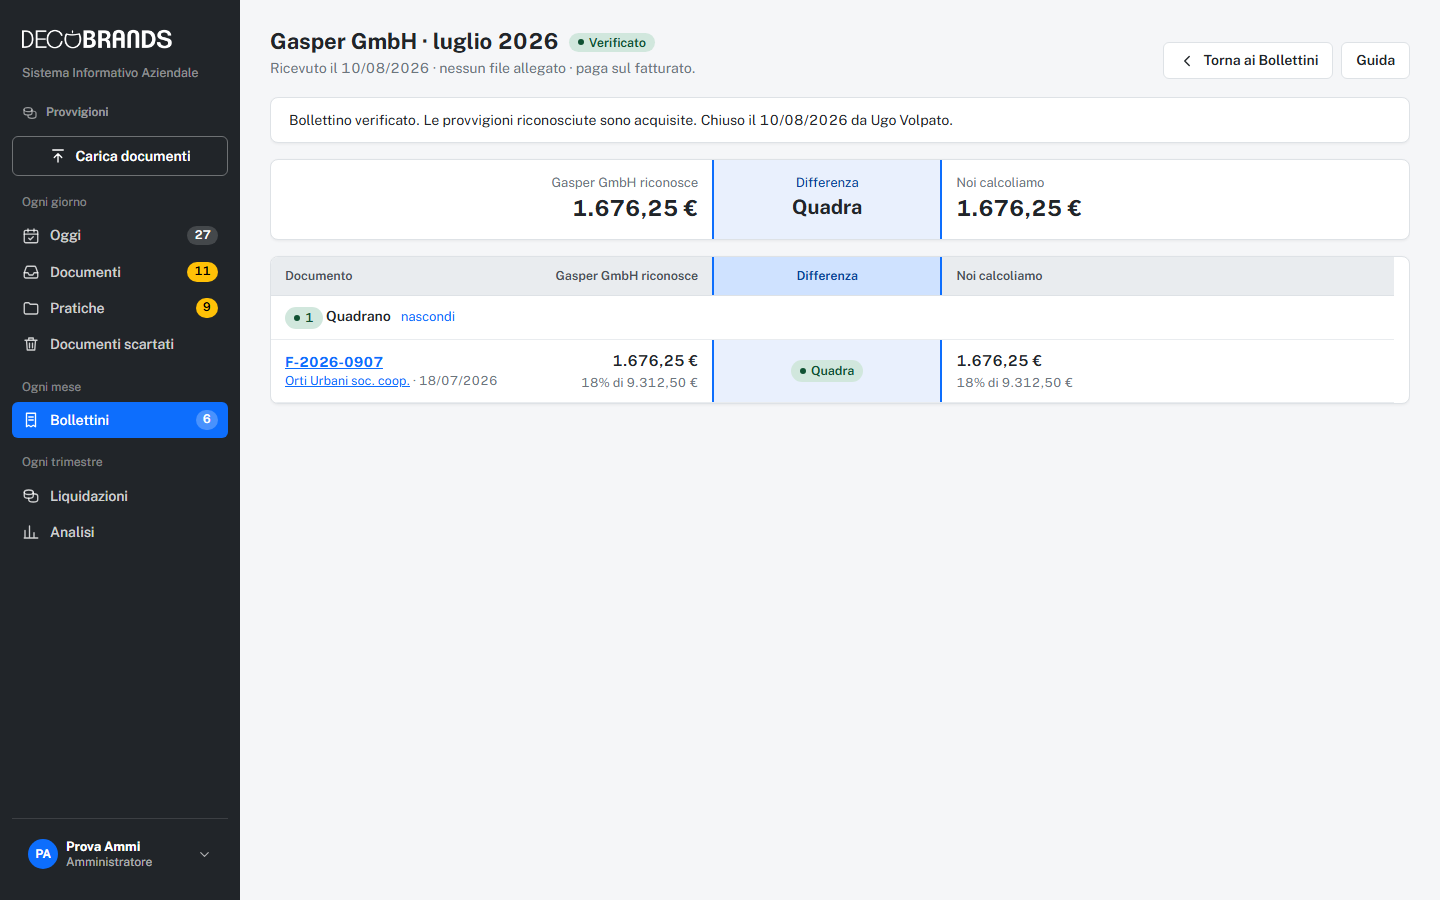 DECOBRANDS
Sistema Informativo Aziendale
Provvigioni
Carica documenti
Ogni giorno
Oggi 27
Documenti 11
Pratiche 9
Documenti scartati
Ogni mese
Bollettini 6
Ogni trimestre
Liquidazioni
Analisi
PA
Prova Ammi
Amministratore
Gasper GmbH · luglio 2026 Verificato
Ricevuto il 10/08/2026 · nessun file allegato · paga sul fatturato.
Torna ai Bollettini
Guida
Bollettino verificato. Le provvigioni riconosciute sono acquisite. Chiuso il 10/08/2026 da Ugo Volpato.
Gasper GmbH riconosce Differenza Noi calcoliamo
1.676,25 € Quadra 1.676,25 €
Documento Gasper GmbH riconosce Differenza Noi calcoliamo
1 Quadrano nascondi
F-2026-0907 1.676,25 € Quadra 1.676,25 €
Orti Urbani soc. coop. · 18/07/2026 18% di 9.312,50 € 18% di 9.312,50 €